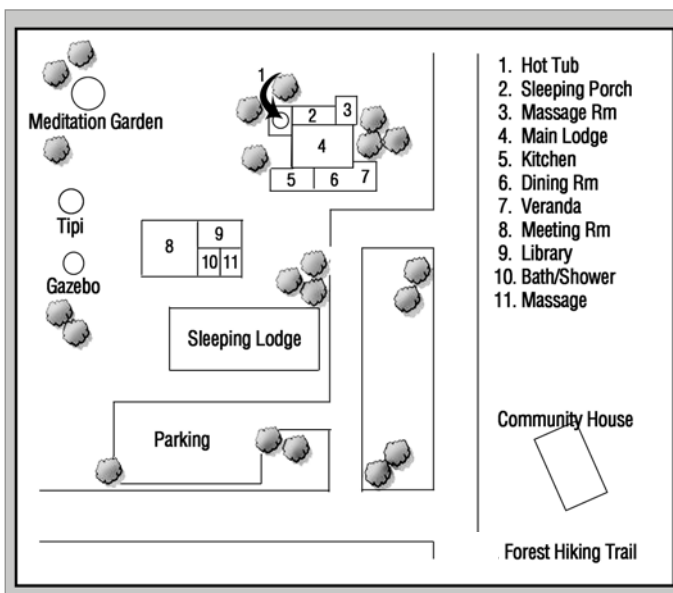 1
2
3
4
5
6
7
Meditation Garden
Tipi
Gazebo
8
9
10
11
Sleeping Lodge
Parking
1. Hot Tub
2. Sleeping Porch
3. Massage Rm
4. Main Lodge
5. Kitchen
6. Dining Rm
7. Veranda
8. Meeting Rm
9. Library
10. Bath/Shower
11. Massage
Community House
Forest Hiking Trail